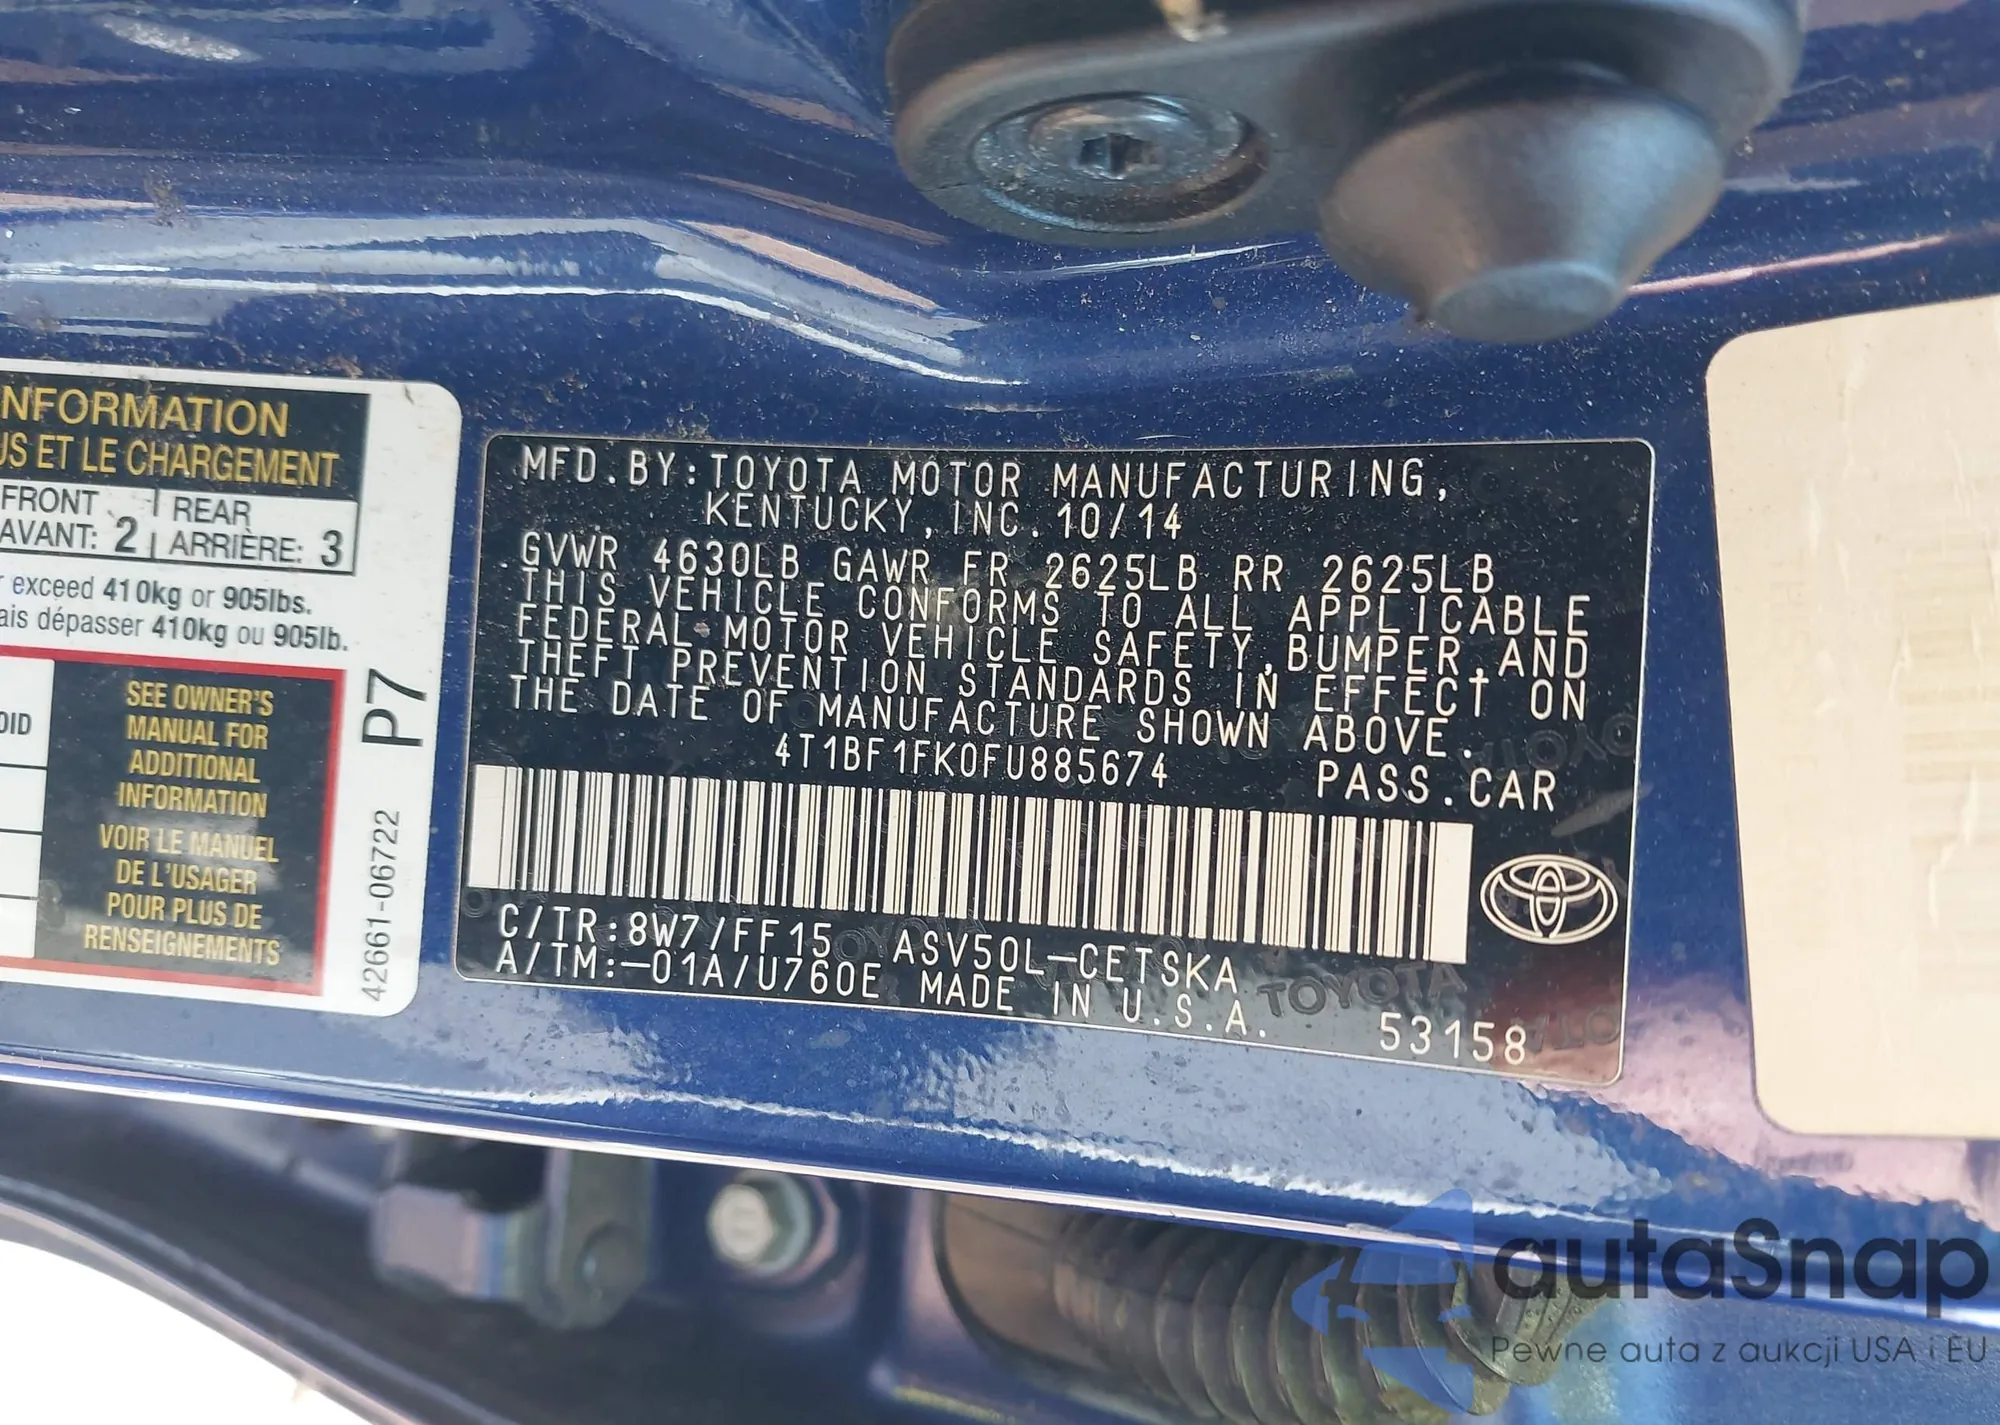 NFORMATION
US ET LE CHARGEMENT
FRONT
AVANT: 2
REAR
ARRIÈRE: 3
exceed 410kg or 905lbs.
ais dépasser 410kg ou 905lb.
OID
SEE OWNER'S
MANUAL FOR
ADDITIONAL
INFORMATION
VOIR LE MANUEL
DE L'USAGER
POUR PLUS DE
RENSEIGNEMENTS
P7
42661-06722
MFD.BY:TOYOTA MOTOR MANUFACTURING,
KENTUCKY, INC. 10/14
GVWR 4630LB GAWR FR 2625LB RR 2625LB
THIS VEHICLE CONFORMS TO ALL APPLICABLE
FEDERAL MOTOR VEHICLE SAFETY,BUMPER,AND
THEFT PREVENTION STANDARDS IN EFFECT ON
THE DATE OF MANUFACTURE SHOWN ABOVE.
4T1BF1FK0FU885674 PASS.CAR
C/TR:8W7/FF15 ASV50L-CETSKA
A/TM:-01A/U760E MADE IN U.S.A.
53158
TOYOTA
autaSnap
Pewne auta z aukcji USA i EU